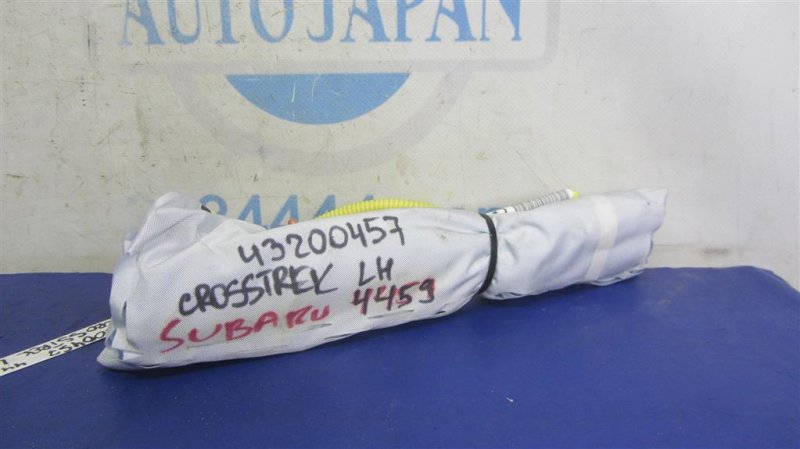 AUTOJAPAN
43200457
CROSSTREK LH
SUBARU 4459